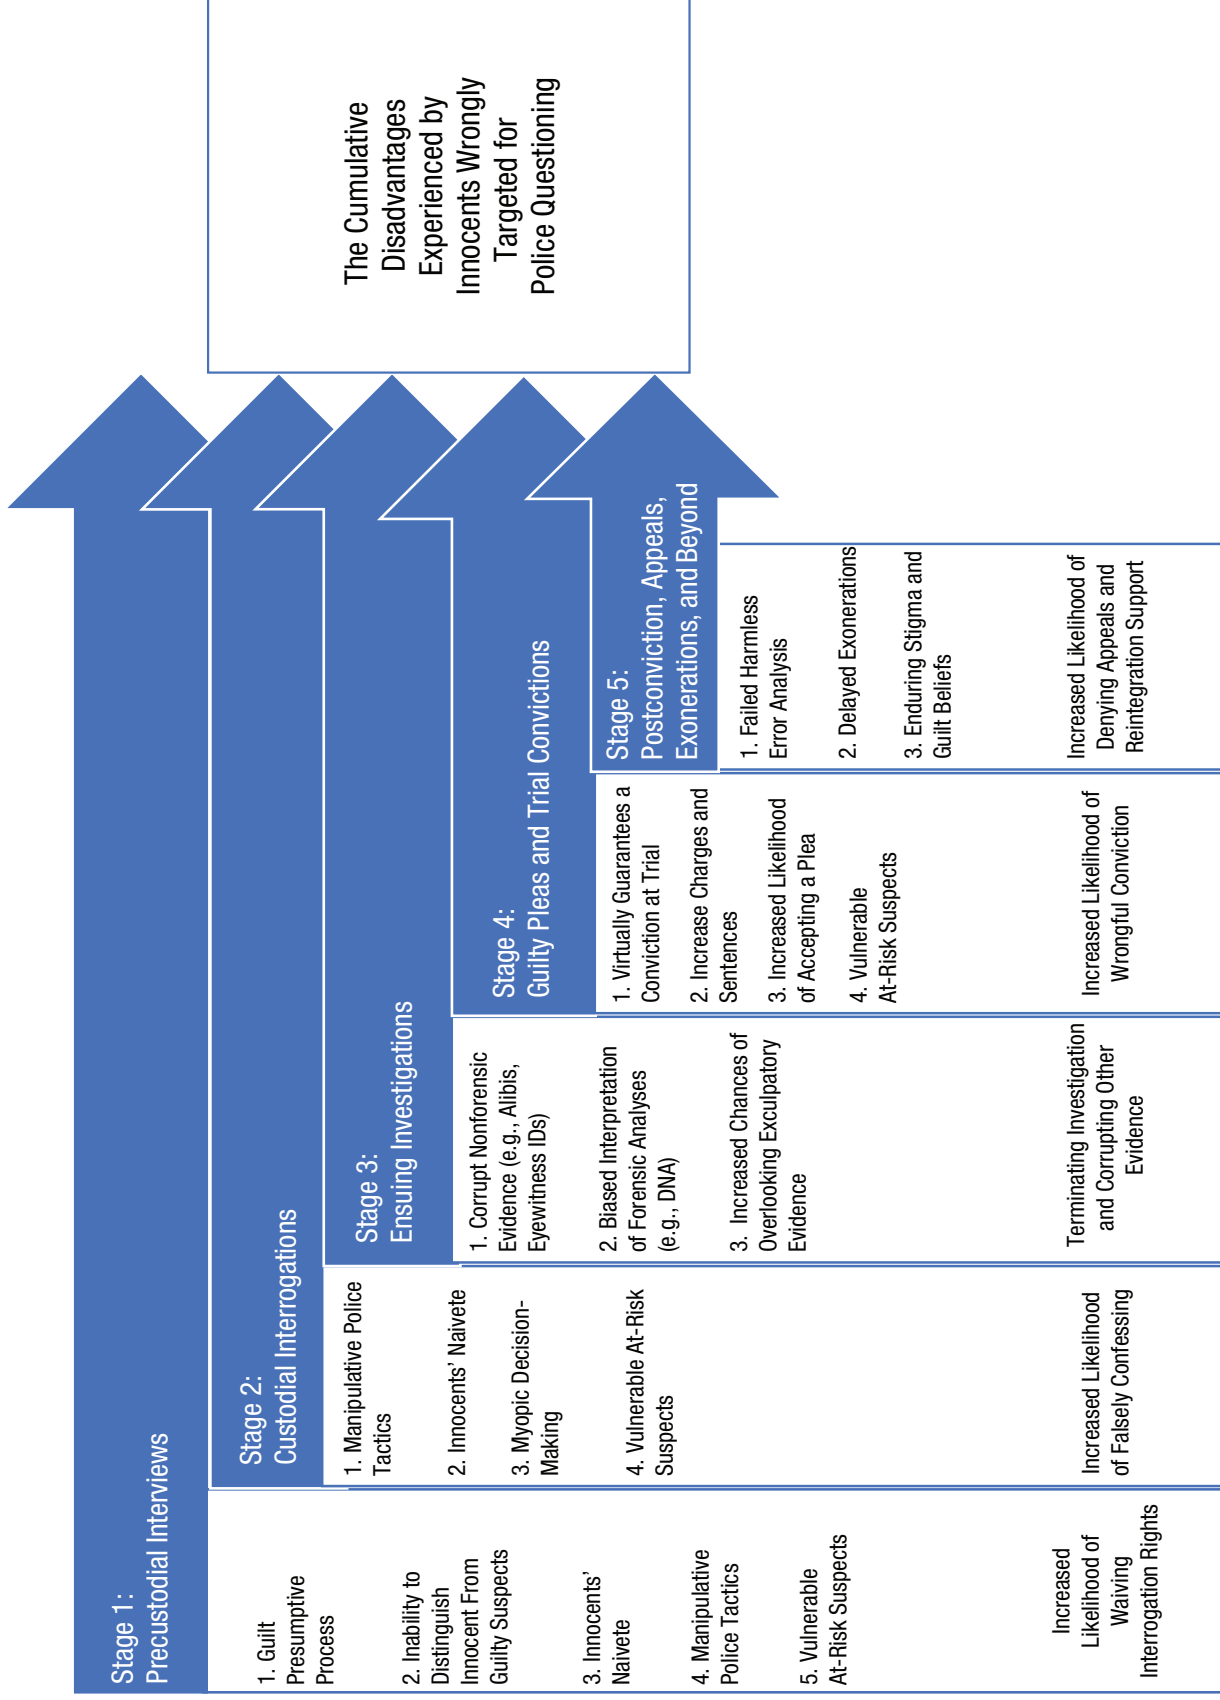 Stage 1:
Precustodial Interviews
1. Guilt
Presumptive
Process
2. Inability to
Distinguish
Innocent From
Guilty Suspects
3. Innocents'
Naivete
4. Manipulative
Police Tactics
5. Vulnerable
At-Risk Suspects
Increased
Likelihood of
Waiving
Interrogation Rights
Stage 2:
Custodial Interrogations
1. Manipulative Police
Tactics
2. Innocents' Naivete
3. Myopic Decision-
Making
4. Vulnerable At-Risk
Suspects
Increased Likelihood
of Falsely Confessing
Stage 3:
Ensuing Investigations
1. Corrupt Nonforensic
Evidence (e.g., Alibis,
Eyewitness IDs)
2. Biased Interpretation
of Forensic Analyses
(e.g., DNA)
3. Increased Chances of
Overlooking Exculpatory
Evidence
Terminating Investigation
and Corrupting Other
Evidence
Stage 4:
Guilty Pleas and Trial Convictions
1. Virtually Guarantees a
Conviction at Trial
2. Increase Charges and
Sentences
3. Increased Likelihood
of Accepting a Plea
4. Vulnerable
At-Risk Suspects
Increased Likelihood of
Wrongful Conviction
Stage 5:
Postconviction, Appeals,
Exonerations, and Beyond
1. Failed Harmless
Error Analysis
2. Delayed Exonerations
3. Enduring Stigma and
Guilt Beliefs
Increased Likelihood of
Denying Appeals and
Reintegration Support
The Cumulative
Disadvantages
Experienced by
Innocents Wrongly
Targeted for
Police Questioning